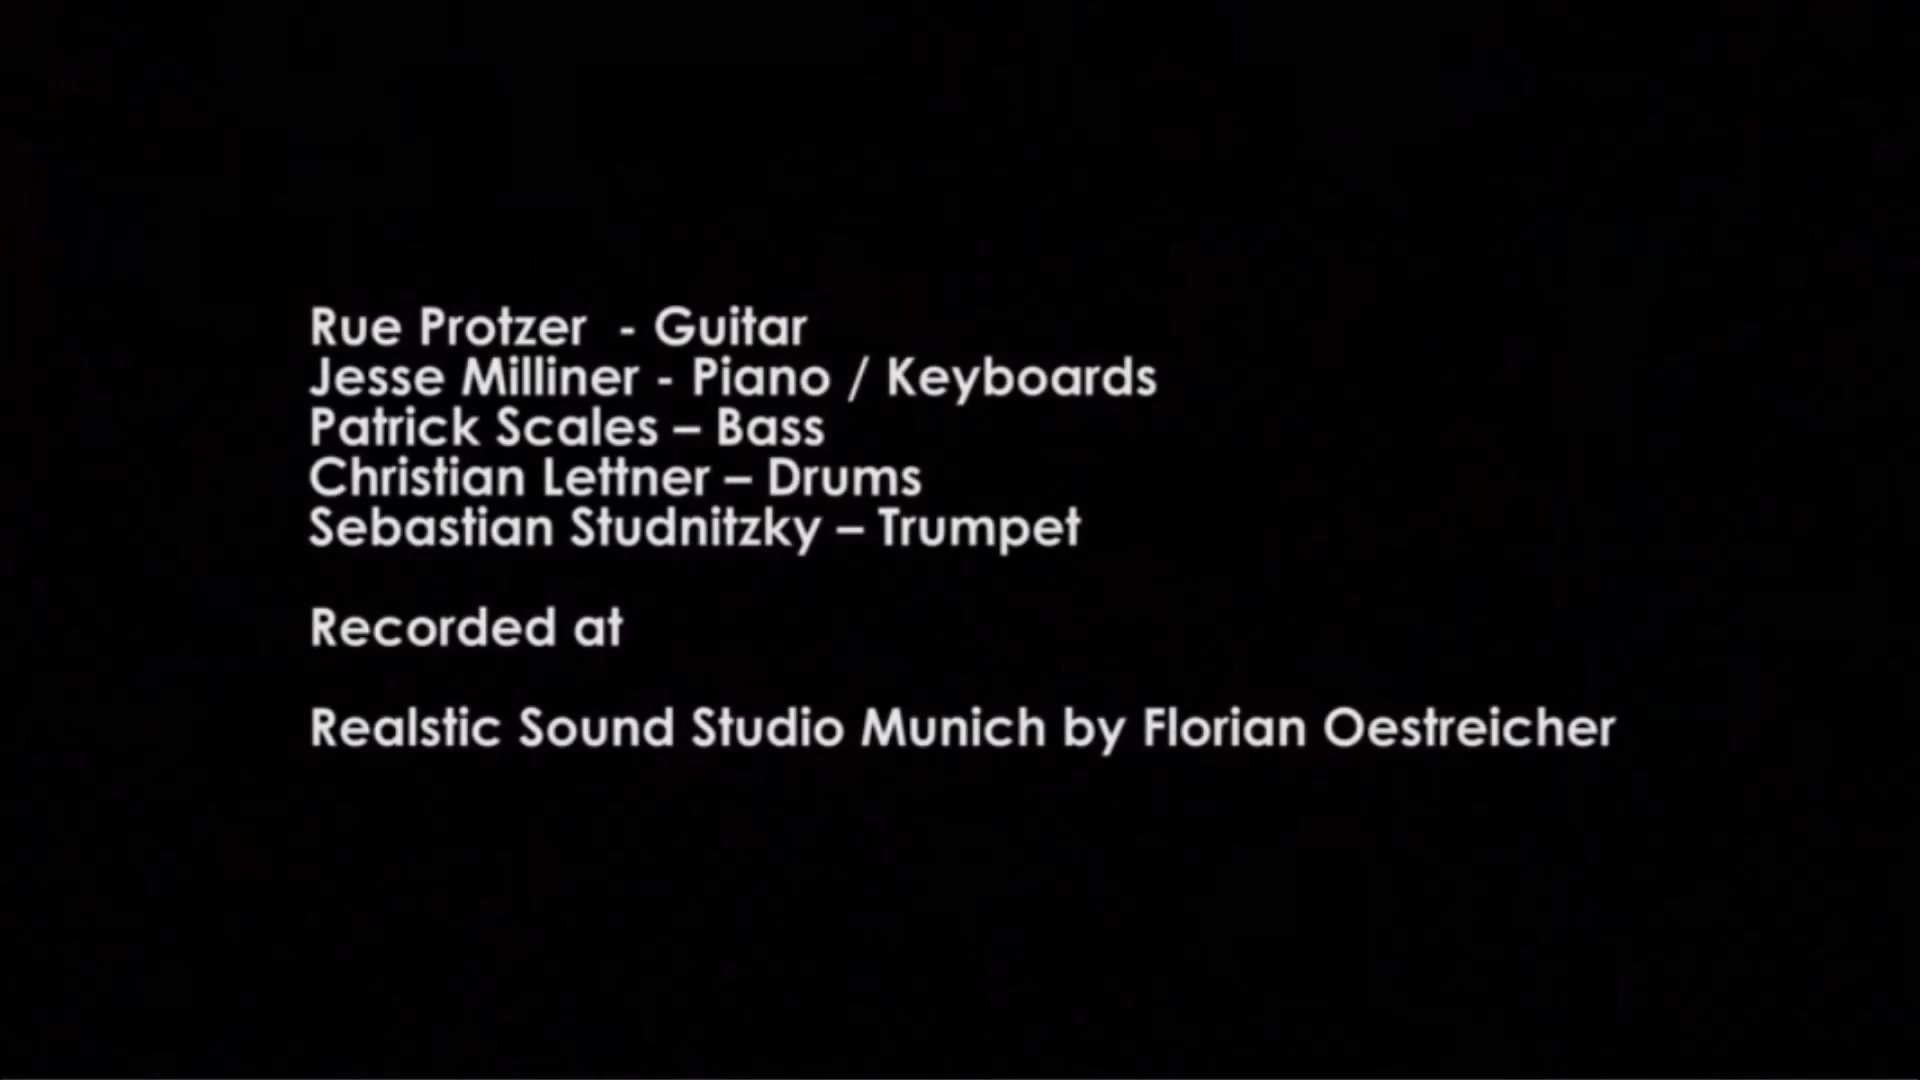 Rue Protzer  - Guitar
Jesse Milliner - Piano / Keyboards
Patrick Scales – Bass
Christian Lettner – Drums
Sebastian Studnitzky – Trumpet
Recorded at
Realstic Sound Studio Munich by Florian Oestreicher